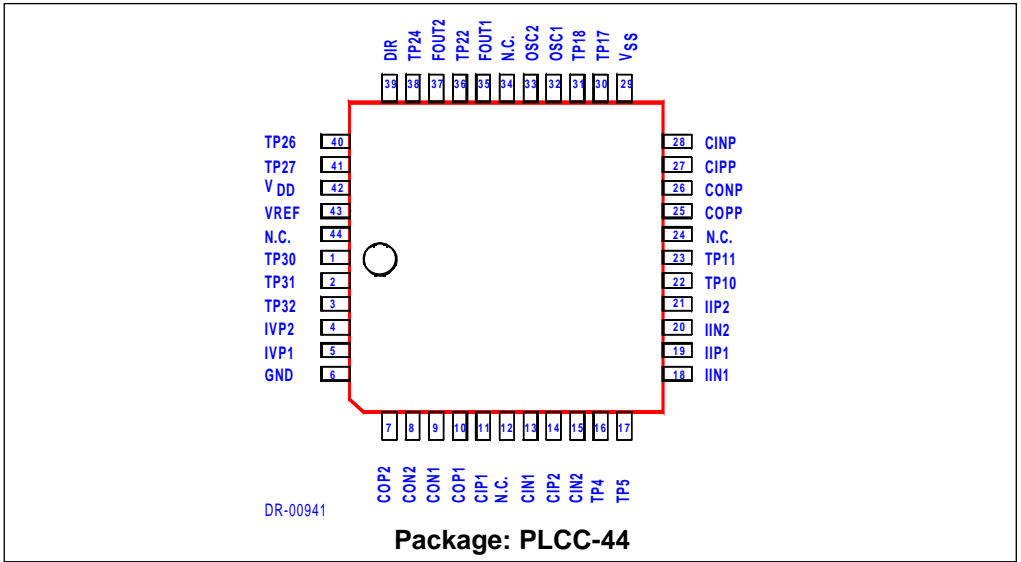 DIR TP24 FOUT2 TP22 FOUT1 N.C. OSC2 OSC1 TP18 TP17 VSS
39 38 37 36 35 34 33 32 31 30 29
TP26 40
TP27 41
VDD 42
VREF 43
N.C. 44
TP30 1
TP31 2
TP32 3
IVP2 4
IVP1 5
GND 6
28 CINP
27 CIPP
26 CONP
25 COPP
24 N.C.
23 TP11
22 TP10
21 IIP2
20 IIN2
19 IIP1
18 IIN1
7 8 9 10 11 12 13 14 15 16 17
COP2 CON2 CON1 COP1 CIP1 N.C. CIN1 CIP2 CIN2 TP4 TP5
DR-00941
Package: PLCC-44